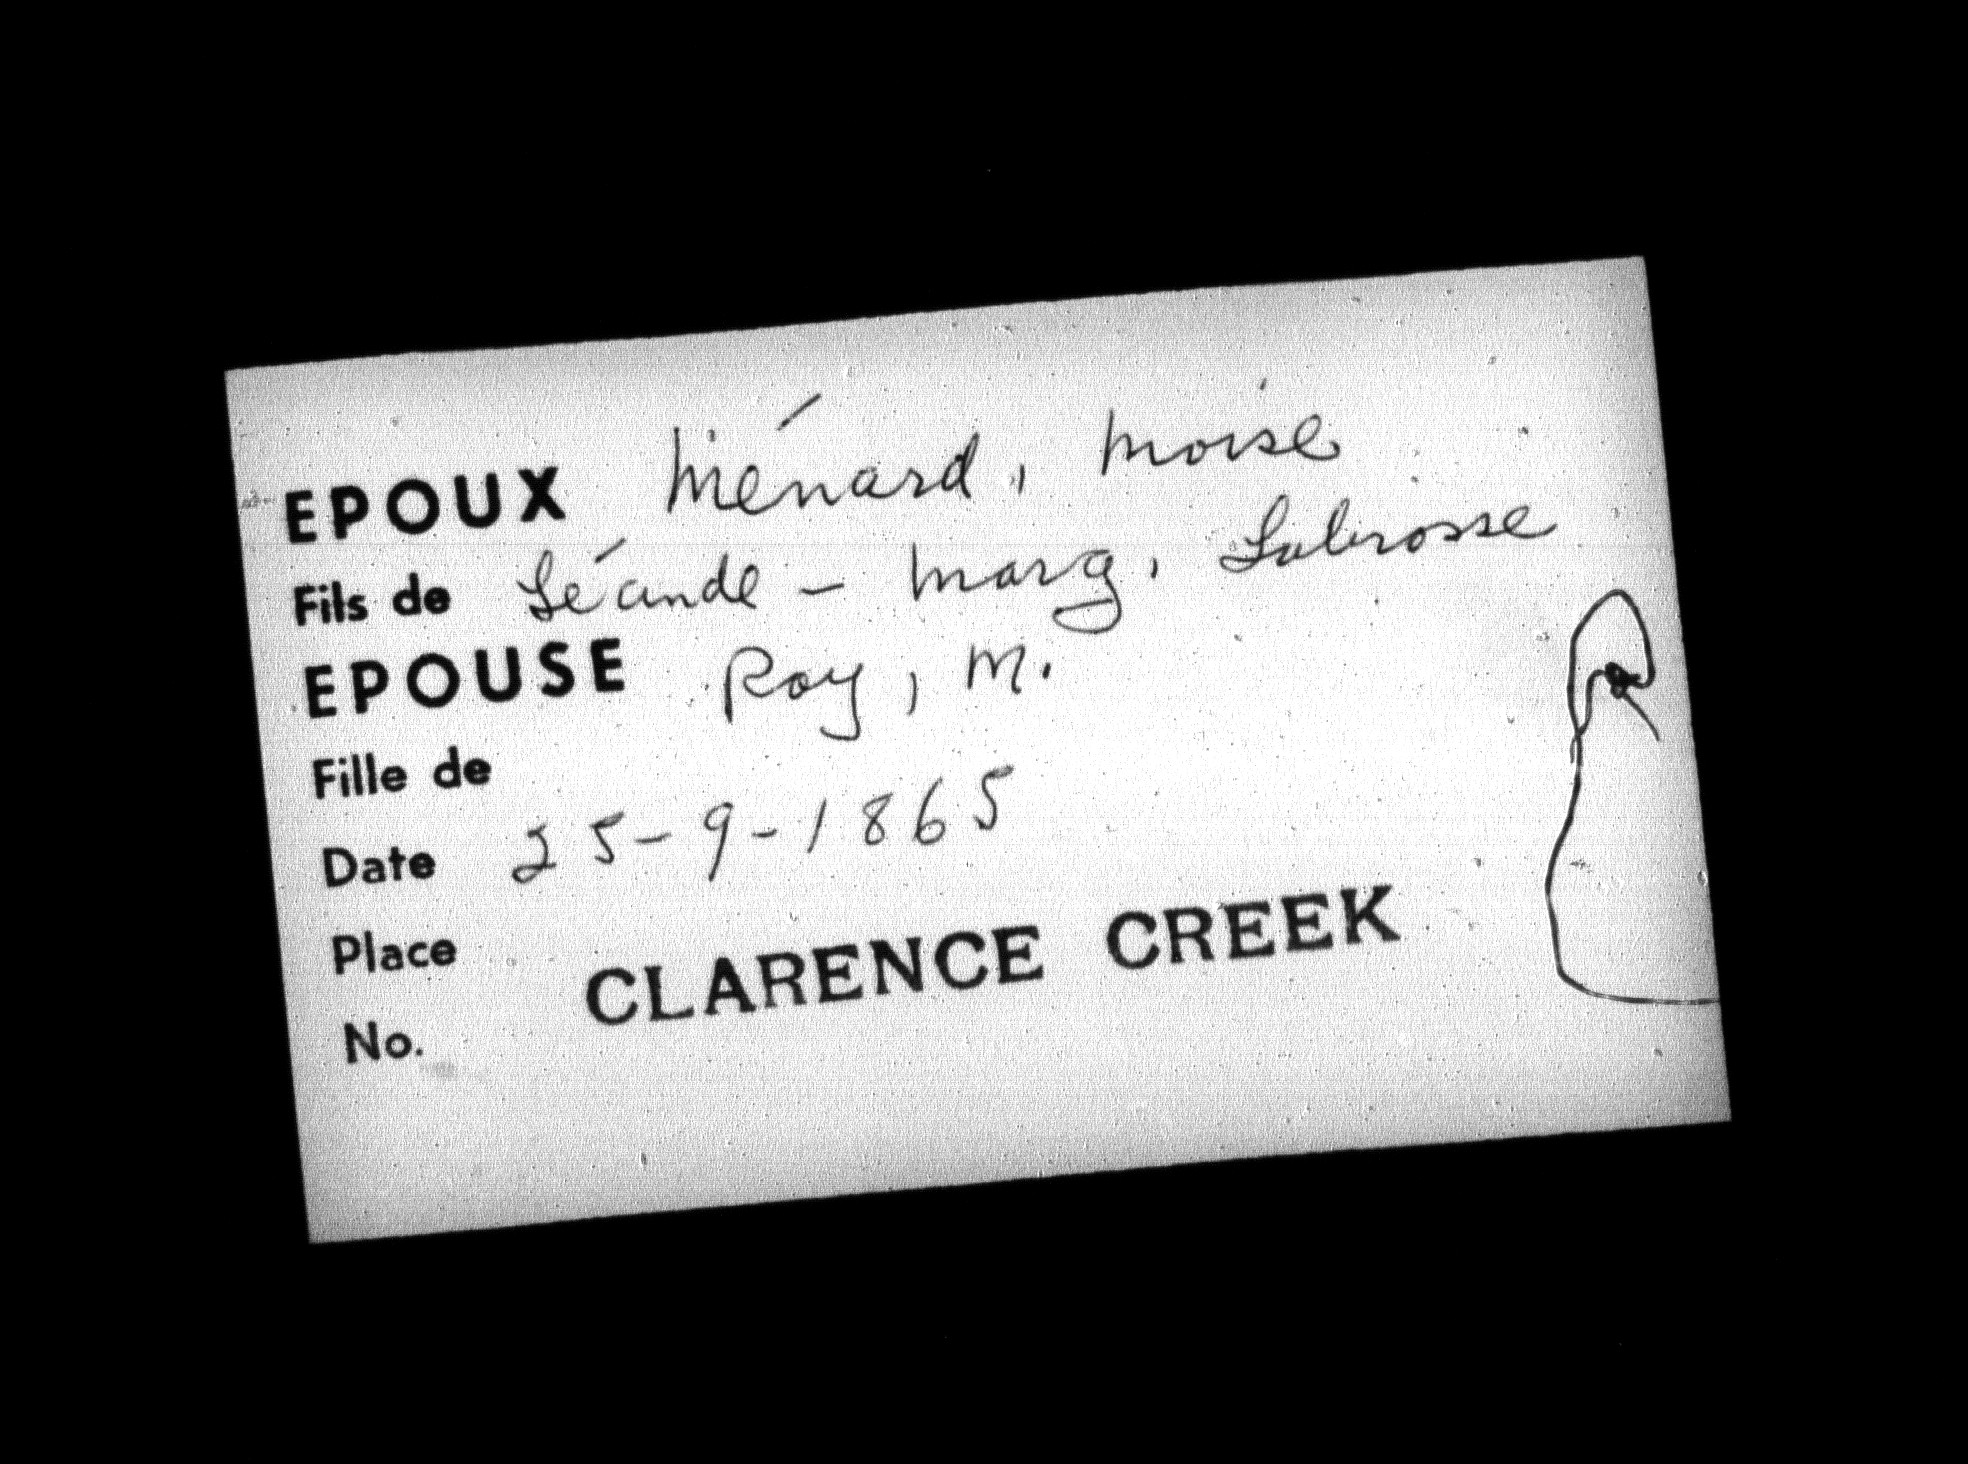 EPOUX Ménard, Moise
Fils de Léande - Marg. Labrosse
EPOUSE Roy, M.
Fille de
Date 25-9-1865
Place CLARENCE CREEK
No.